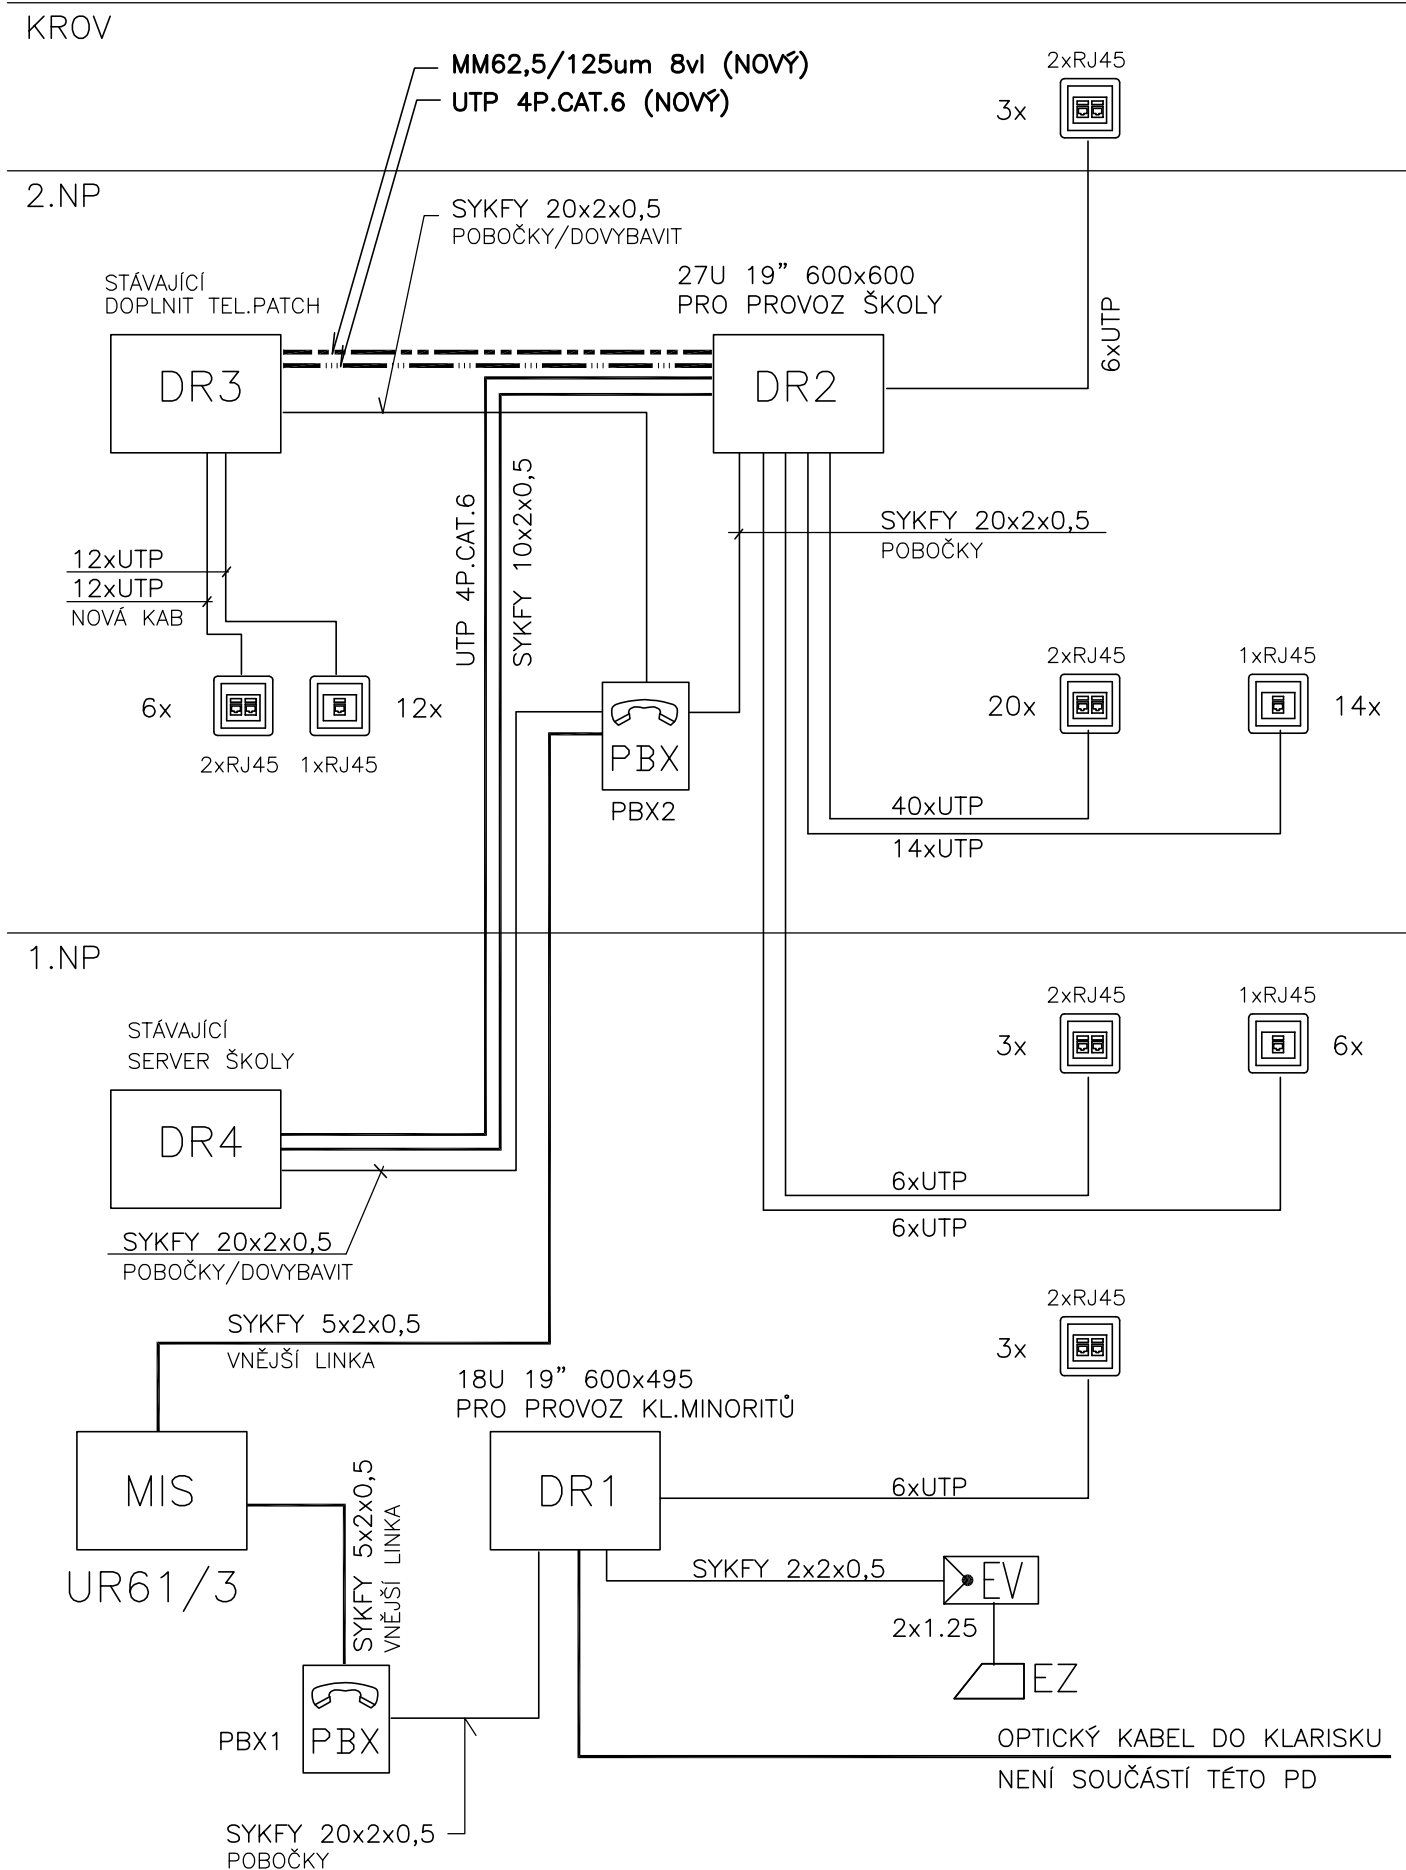 KROV
MM62,5/125um 8vl (NOVÝ)
UTP 4P.CAT.6 (NOVÝ)
2xRJ45
3x
2.NP
SYKFY 20x2x0,5
POBOČKY/DOVYBAVIT
STÁVAJÍCÍ
DOPLNIT TEL.PATCH
27U 19" 600x600
PRO PROVOZ ŠKOLY
6xUTP
DR3
DR2
UTP 4P.CAT.6
SYKFY 10x2x0,5
SYKFY 20x2x0,5
POBOČKY
12xUTP
12xUTP
NOVÁ KAB
6x
12x
2xRJ45
1xRJ45
PBX
PBX2
2xRJ45
1xRJ45
20x
14x
40xUTP
14xUTP
1.NP
2xRJ45
1xRJ45
3x
6x
STÁVAJÍCÍ
SERVER ŠKOLY
DR4
6xUTP
6xUTP
SYKFY 20x2x0,5
POBOČKY/DOVYBAVIT
2xRJ45
3x
SYKFY 5x2x0,5
VNĚJŠÍ LINKA
18U 19" 600x495
PRO PROVOZ KL.MINORITŮ
MIS
UR61/3
SYKFY 5x2x0,5
VNĚJŠÍ LINKA
DR1
6xUTP
SYKFY 2x2x0,5
EV
2x1.25
EZ
PBX1
PBX
OPTICKÝ KABEL DO KLARISKU
NENÍ SOUČÁSTÍ TÉTO PD
SYKFY 20x2x0,5
POBOČKY